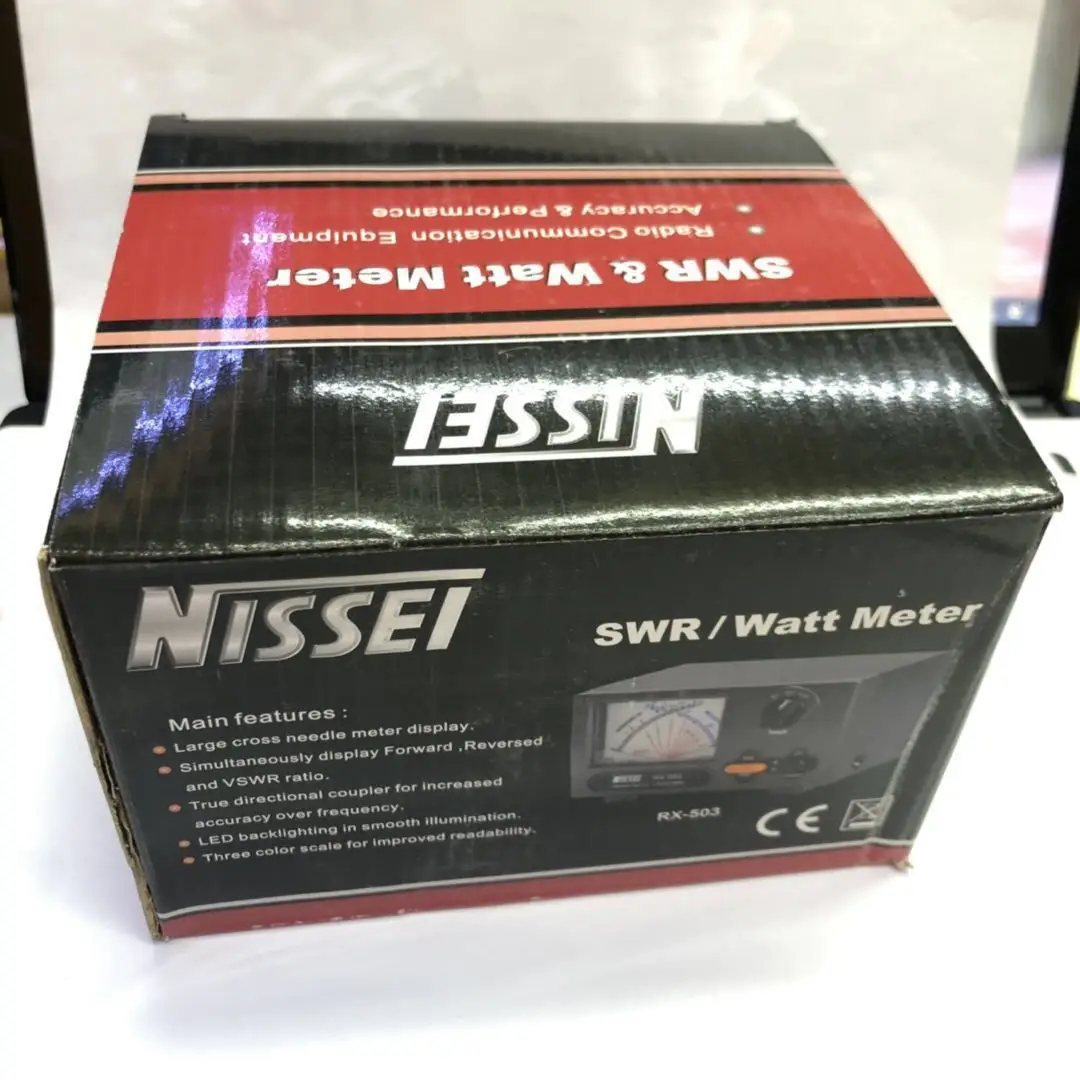 Accuracy & Performance
Radio Communication Equipment
SWR & Watt Meter
NISSEI
NISSEI
SWR / Watt Meter
Main features :
Large cross needle meter display.
Simultaneously display Forward ,Reversed
and VSWR ratio.
True directional coupler for increased
accuracy over frequency.
LED backlighting in smooth illumination.
Three color scale for improved readability.
NISSEI
RX-503
CE